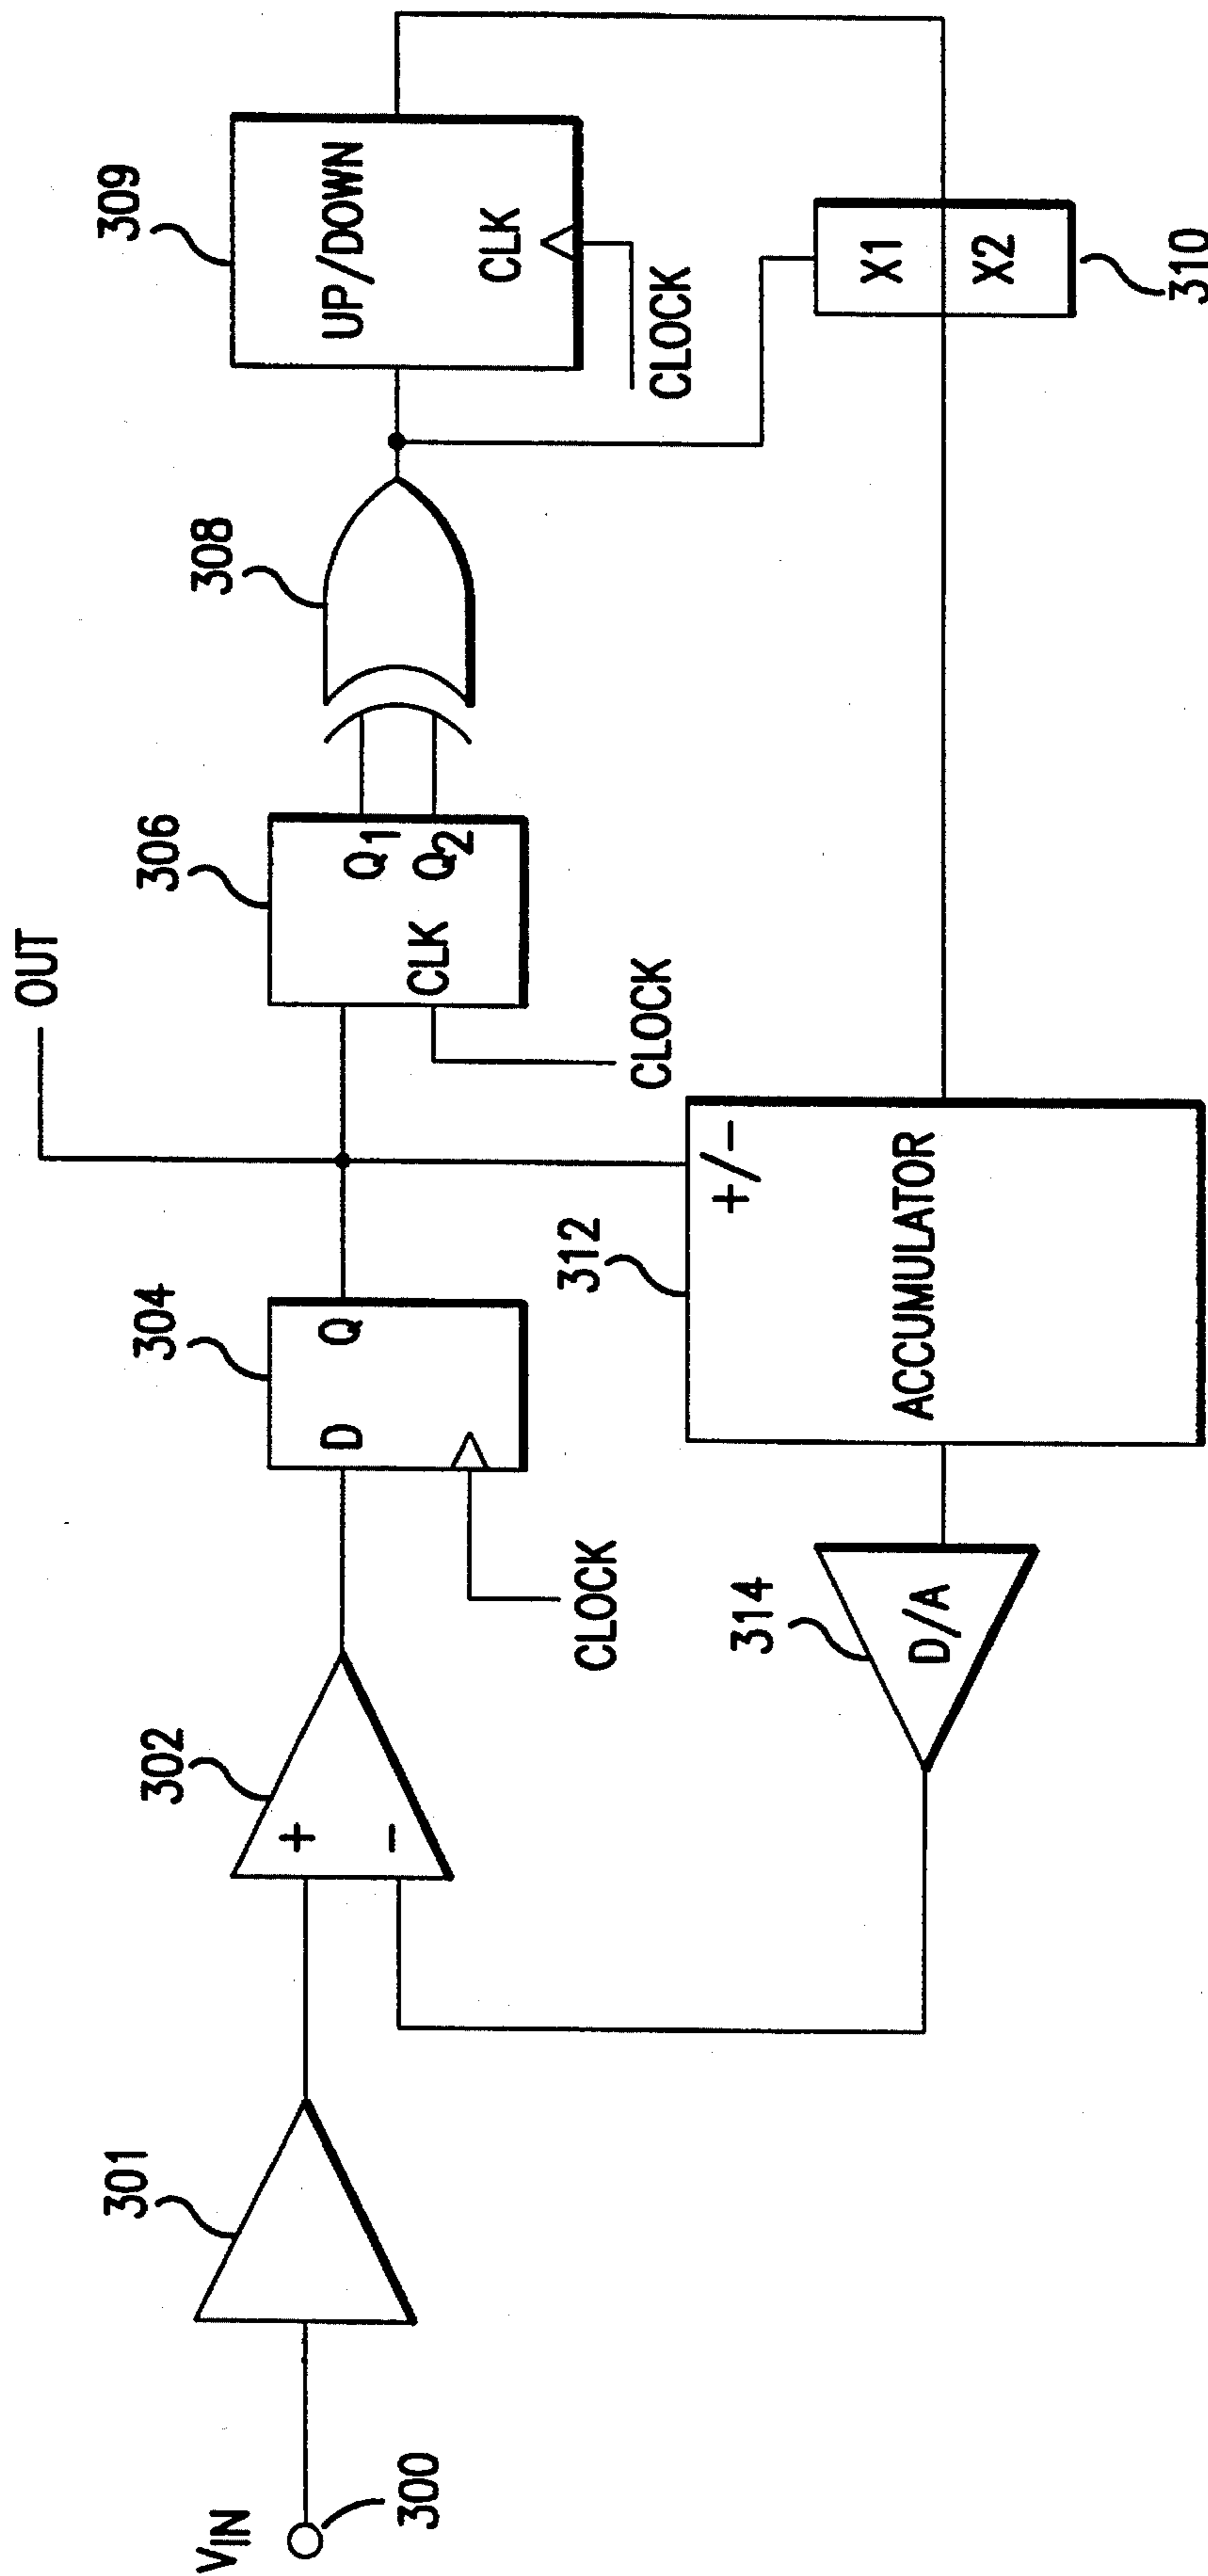 V_IN
300
301
302
+
-
304
D
Q
CLOCK
OUT
306
CLK
Q1
Q2
CLOCK
308
309
UP/DOWN
CLK
CLOCK
314
D/A
312
+/-
ACCUMULATOR
X1
X2
310